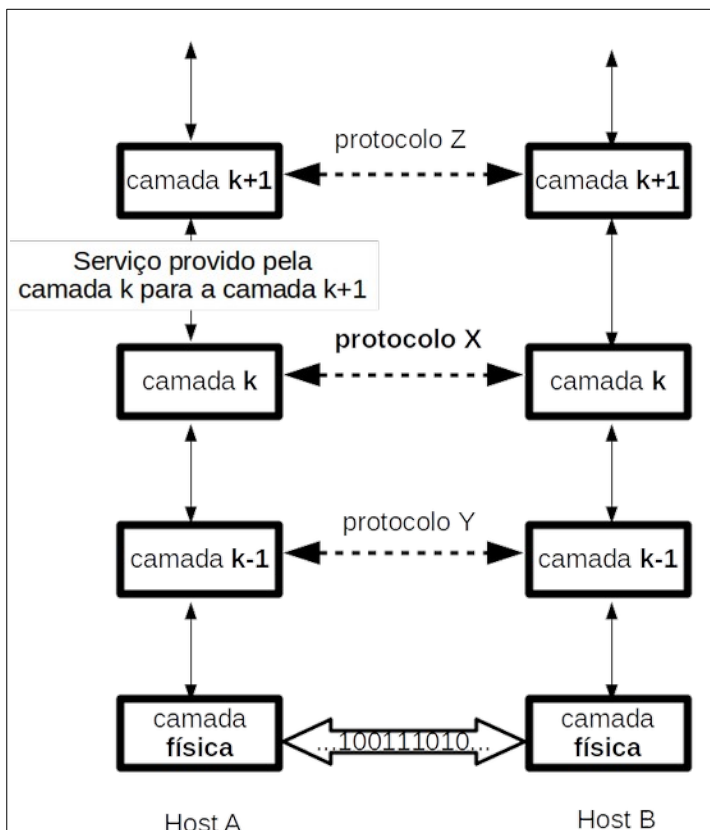 protocolo Z
camada k+1
camada k+1
Serviço provido pela
camada k para a camada k+1
protocolo X
camada k
camada k
protocolo Y
camada k-1
camada k-1
camada
física
...100111010...
camada
física
Host A
Host B